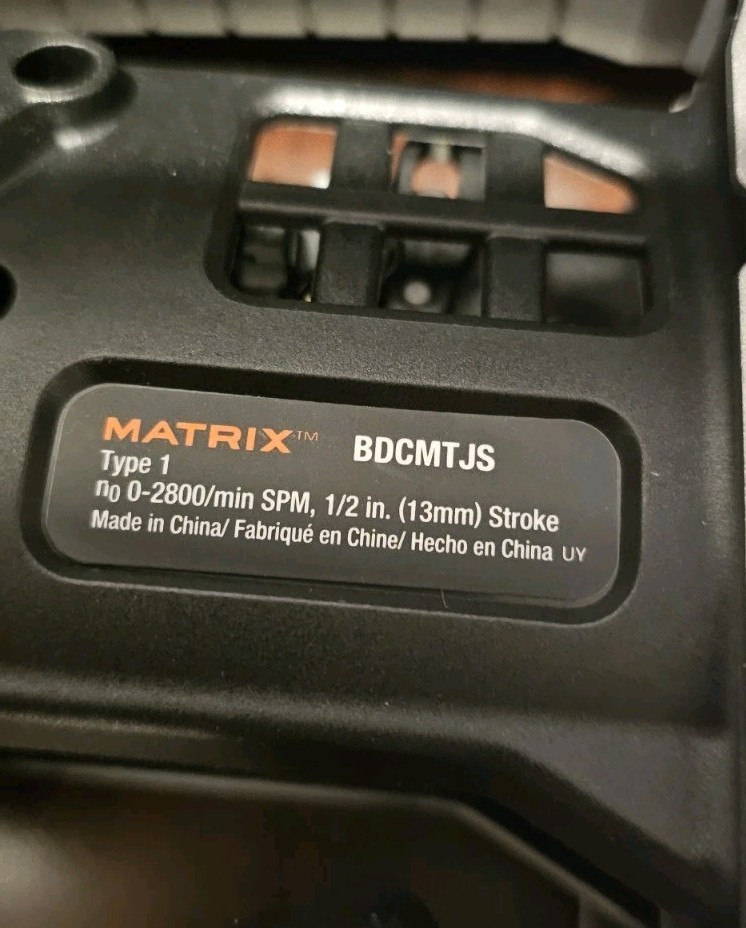 MATRIX™ BDCMTJS
Type 1
n0 0-2800/min SPM, 1/2 in. (13mm) Stroke
Made in China/ Fabriqué en Chine/ Hecho en China UY